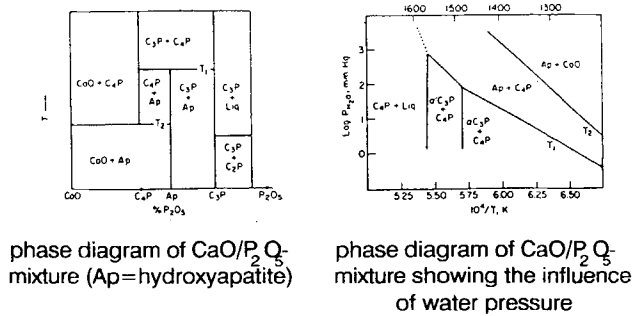 C₃P + C₄P
CaO + C₄P
C₄P + Ap
C₃P + Ap
T₁
C₃P + Liq
T₂
CaO + Ap
C₃P + C₂P
T
CaO
C₄P
Ap
C₃P
P₂O₅
% P₂O₅
phase diagram of CaO/P₂O₅-
mixture (Ap=hydroxyapatite)
1600 1500 1400 1300
Log P H₂O, mm Hg
3
2
1
0
Ap + CaO
Ap + C₄P
C₄P + Liq
α'C₃P + C₄P
αC₃P + C₄P
T₂
T₁
5.25 5.50 5.75 6.00 6.25 6.50
10⁴/T, K
phase diagram of CaO/P₂O₅-
mixture showing the influence
of water pressure